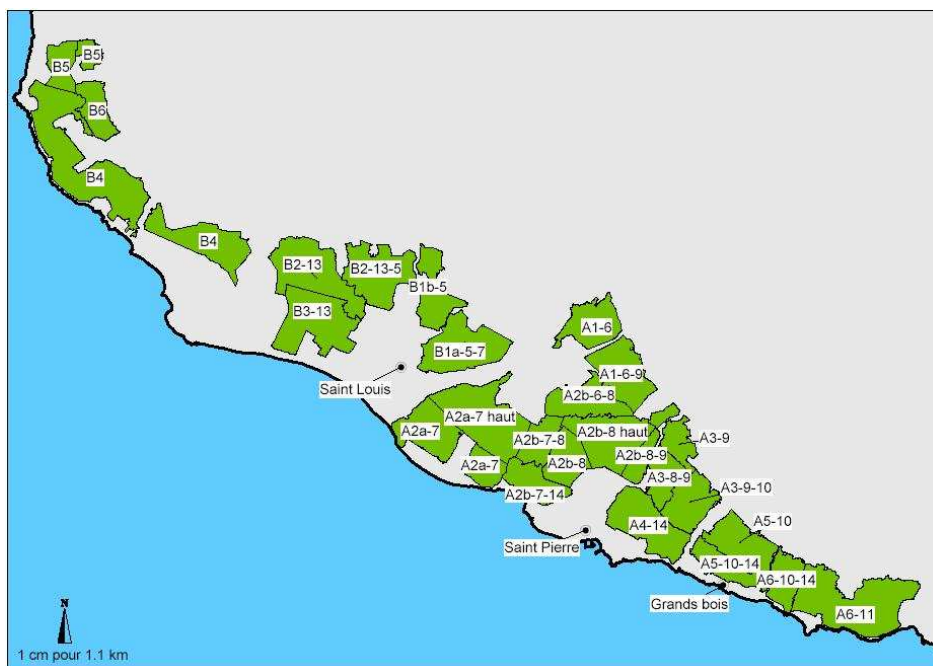 B5
B5
B6
B4
B4
B2-13
B2-13-5
B1b-5
B3-13
A1-6
B1a-5-7
A1-6-9
Saint Louis
A2b-6-8
A2a-7 haut
A2a-7
A2b-8 haut
A2b-7-8
A3-9
A2b-8-9
A2a-7
A2b-8
A3-8-9
A3-9-10
A2b-7-14
A5-10
A4-14
Saint Pierre
A5-10-14
A6-10-14
Grands bois
A6-11
N
1 cm pour 1.1 km